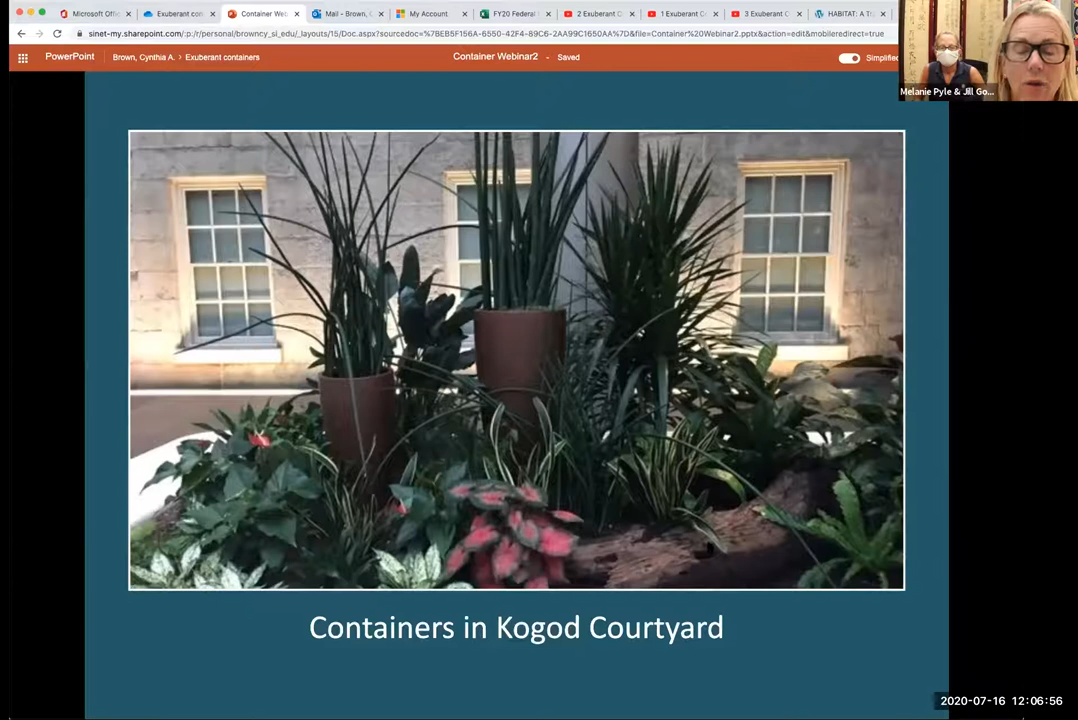 Microsoft Offi
Exuberant con
Container Web
Mail - Brown, C
My Account
FY20 Federal
2 Exuberant C
1 Exuberant C
3 Exuberant C
HABITAT: A T
sinet-my.sharepoint.com/:p:/r/personal/browncy_si_edu/_layouts/15/Doc.aspx?sourcedoc=%7BEB5F156A-6550-42F4-89C6-2AA99C1650AA%7D&file=Container%20Webinar2.pptx&action=edit&mobileredirect=true
PowerPoint
Brown, Cynthia A. > Exuberant containers
Container Webinar2 - Saved
Simplified
Melanie Pyle & Jill Go...
Containers in Kogod Courtyard
2020-07-16 12:06:56